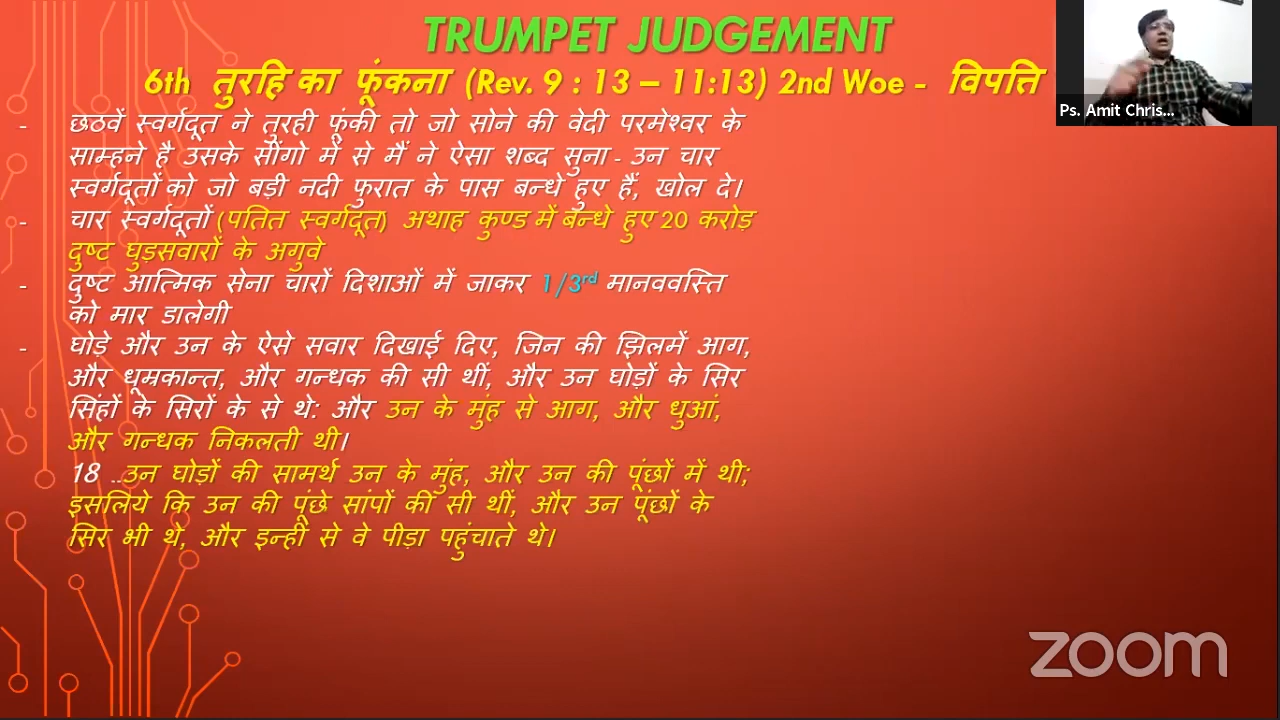 TRUMPET JUDGEMENT
6th तुरहि का फूंकना (Rev. 9 : 13 – 11:13) 2nd Woe - विपति
Ps. Amit Chris...
- छठवें स्वर्गदूत ने तुरही फूंकी तो जो सोने की वेदी परमेश्वर के
साम्हने है उसके सींगो में से मैं ने ऐसा शब्द सुना - उन चार
स्वर्गदूतों को जो बड़ी नदी फुरात के पास बन्धे हुए हैं, खोल दे।
- चार स्वर्गदूतों (पतित स्वर्गदूत) अथाह कुण्ड में बन्धे हुए 20 करोड़
दुष्ट घुड़सवारों के अगुवे
- दुष्ट आत्मिक सेना चारों दिशाओं में जाकर 1/3rd मानववस्ति
को मार डालेगी
- घोड़े और उन के ऐसे सवार दिखाई दिए, जिन की झिलमें आग,
और धूम्रकान्त, और गन्धक की सी थीं, और उन घोड़ों के सिर
सिंहों के सिरों के से थे: और उन के मुंह से आग, और धुआं,
और गन्धक निकलती थी।
18 ..उन घोड़ों की सामर्थ उन के मुंह, और उन की पूंछों में थी;
इसलिये कि उन की पूंछे सांपों की सी थीं, और उन पूंछों के
सिर भी थे, और इन्हीं से वे पीड़ा पहुंचाते थे।
zoom